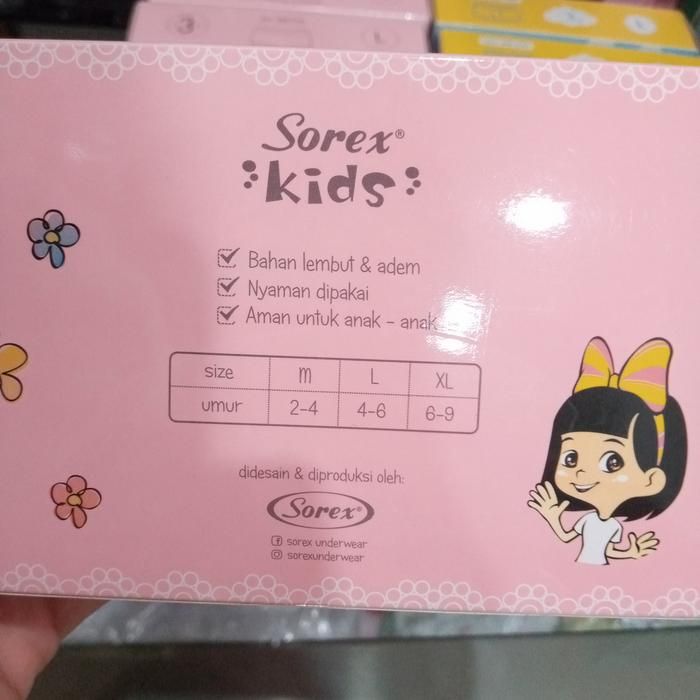 3
L
Sorex®
kids
Bahan lembut & adem
Nyaman dipakai
Aman untuk anak - anak
size m L XL
umur 2-4 4-6 6-9
didesain & diproduksi oleh:
Sorex®
sorex underwear
sorexunderwear